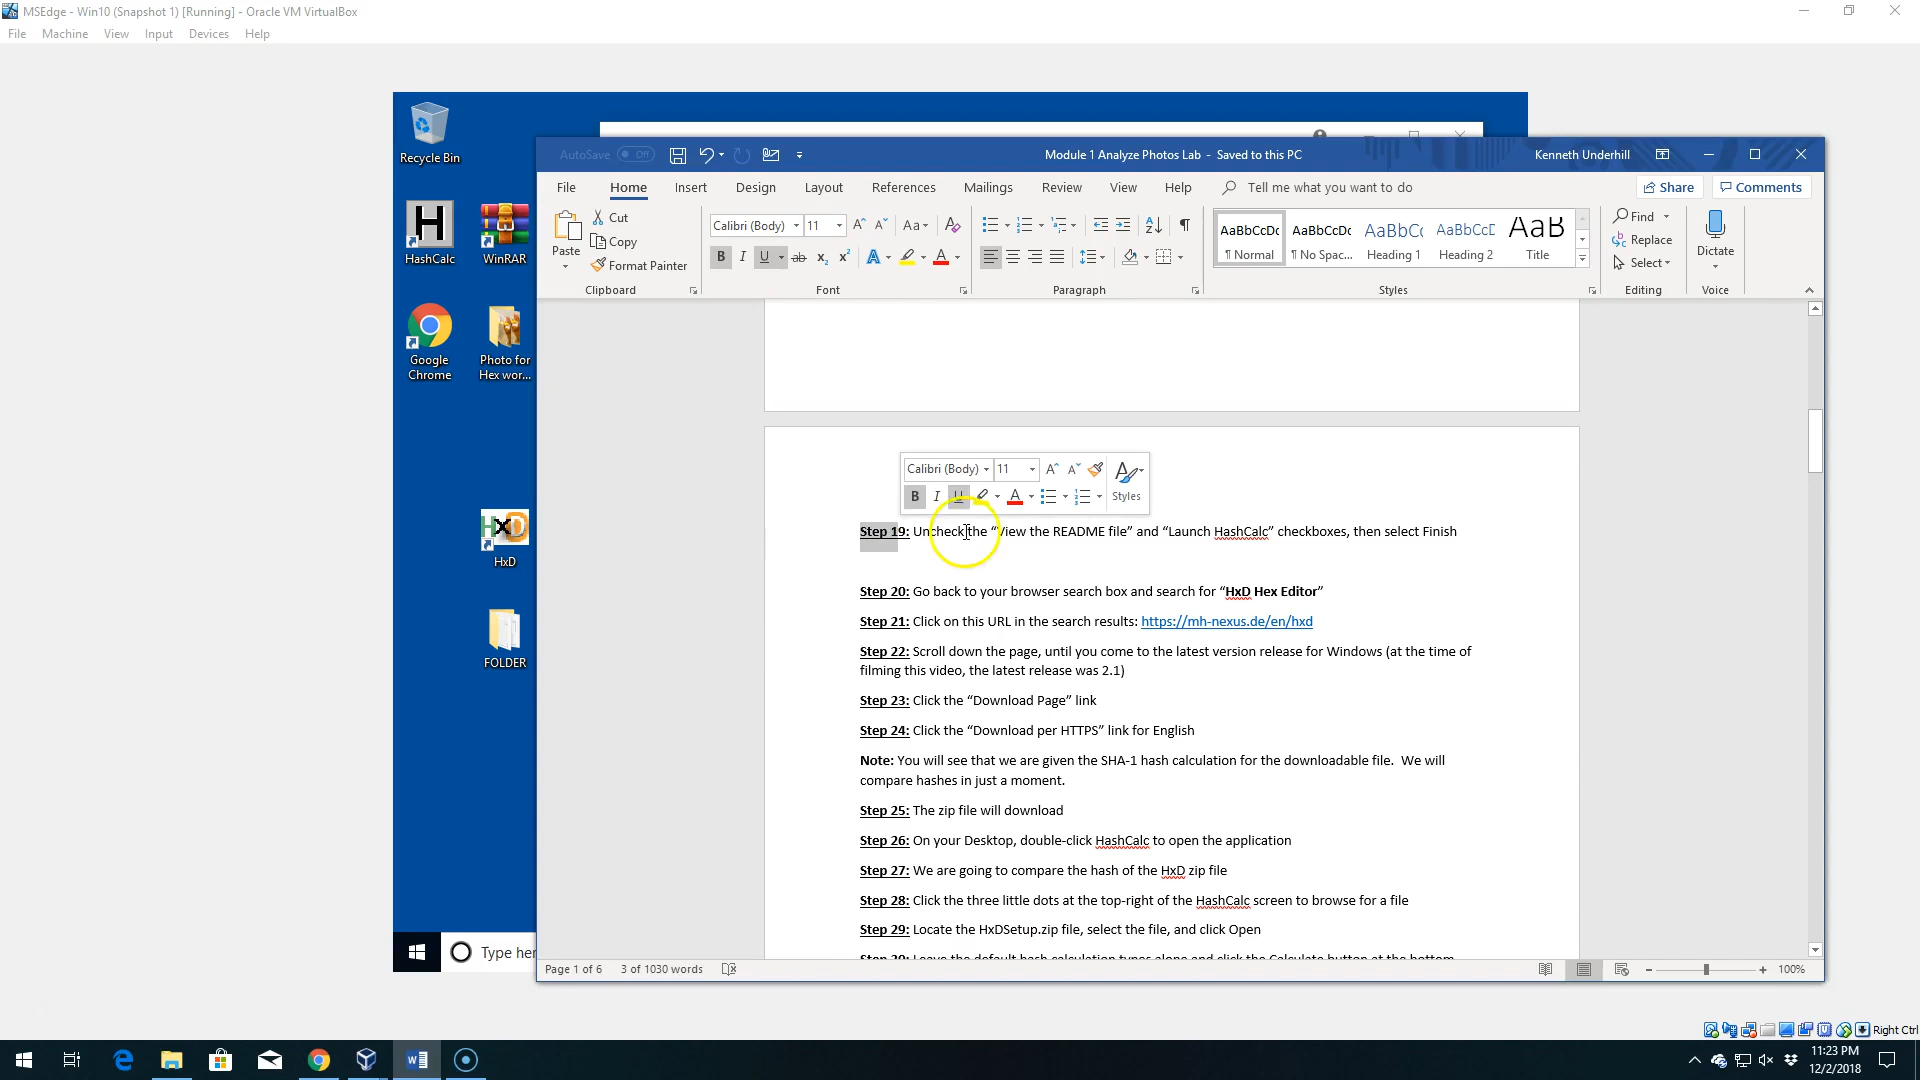 MSEdge - Win10 (Snapshot 1) [Running] - Oracle VM VirtualBox
File Machine View Input Devices Help
Recycle Bin
HashCalc
WinRAR
Google Chrome
Photo for Hex wor...
HxD
FOLDER
Type her
AutoSave Off
Module 1 Analyze Photos Lab - Saved to this PC
Kenneth Underhill
File Home Insert Design Layout References Mailings Review View Help Tell me what you want to do Share Comments
Paste
Cut
Copy
Format Painter
Clipboard
Calibri (Body) 11
Font
Paragraph
AaBbCcDc AaBbCcDc AaBbCc AaBbCcC AaB
¶ Normal ¶ No Spac... Heading 1 Heading 2 Title
Styles
Find
Replace
Select
Editing
Dictate
Voice
Calibri (Body) 11
B I U Styles
Step 19: Uncheck the “View the README file” and “Launch HashCalc” checkboxes, then select Finish
Step 20: Go back to your browser search box and search for “HxD Hex Editor”
Step 21: Click on this URL in the search results: https://mh-nexus.de/en/hxd
Step 22: Scroll down the page, until you come to the latest version release for Windows (at the time of
filming this video, the latest release was 2.1)
Step 23: Click the “Download Page” link
Step 24: Click the “Download per HTTPS” link for English
Note: You will see that we are given the SHA-1 hash calculation for the downloadable file.  We will
compare hashes in just a moment.
Step 25: The zip file will download
Step 26: On your Desktop, double-click HashCalc to open the application
Step 27: We are going to compare the hash of the HxD zip file
Step 28: Click the three little dots at the top-right of the HashCalc screen to browse for a file
Step 29: Locate the HxDSetup.zip file, select the file, and click Open
Page 1 of 6 3 of 1030 words 100%
Right Ctrl
11:23 PM
12/2/2018